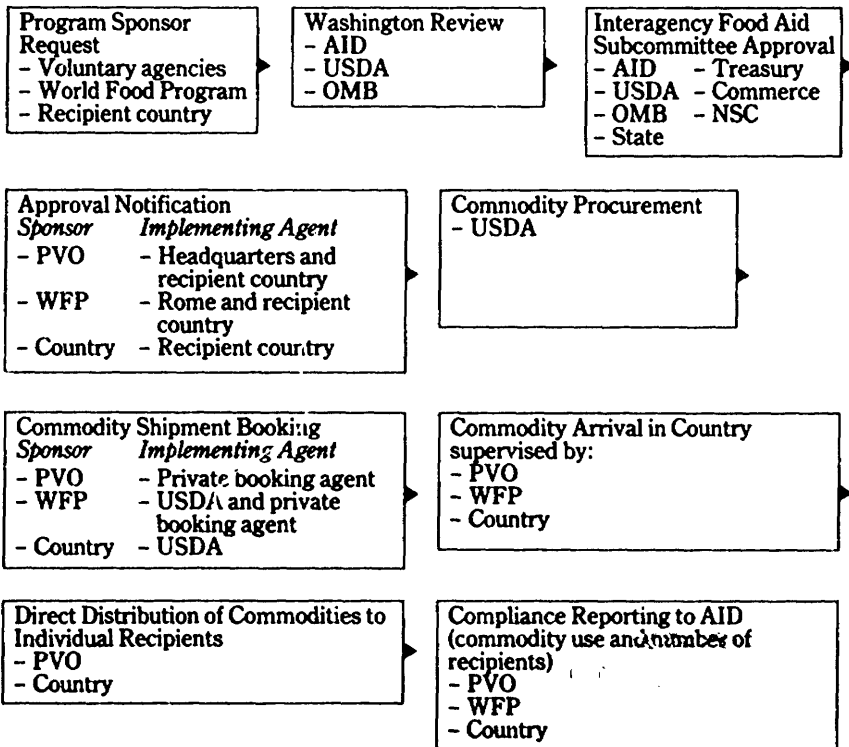 Program Sponsor
Request
– Voluntary agencies
– World Food Program
– Recipient country
Washington Review
– AID
– USDA
– OMB
Interagency Food Aid
Subcommittee Approval
– AID – Treasury
– USDA – Commerce
– OMB – NSC
– State
Approval Notification
Sponsor Implementing Agent
– PVO – Headquarters and
recipient country
– WFP – Rome and recipient
country
– Country – Recipient country
Commodity Procurement
– USDA
Commodity Shipment Booking
Sponsor Implementing Agent
– PVO – Private booking agent
– WFP – USDA and private
booking agent
– Country – USDA
Commodity Arrival in Country
supervised by:
– PVO
– WFP
– Country
Direct Distribution of Commodities to
Individual Recipients
– PVO
– Country
Compliance Reporting to AID
(commodity use and number of
recipients)
– PVO
– WFP
– Country